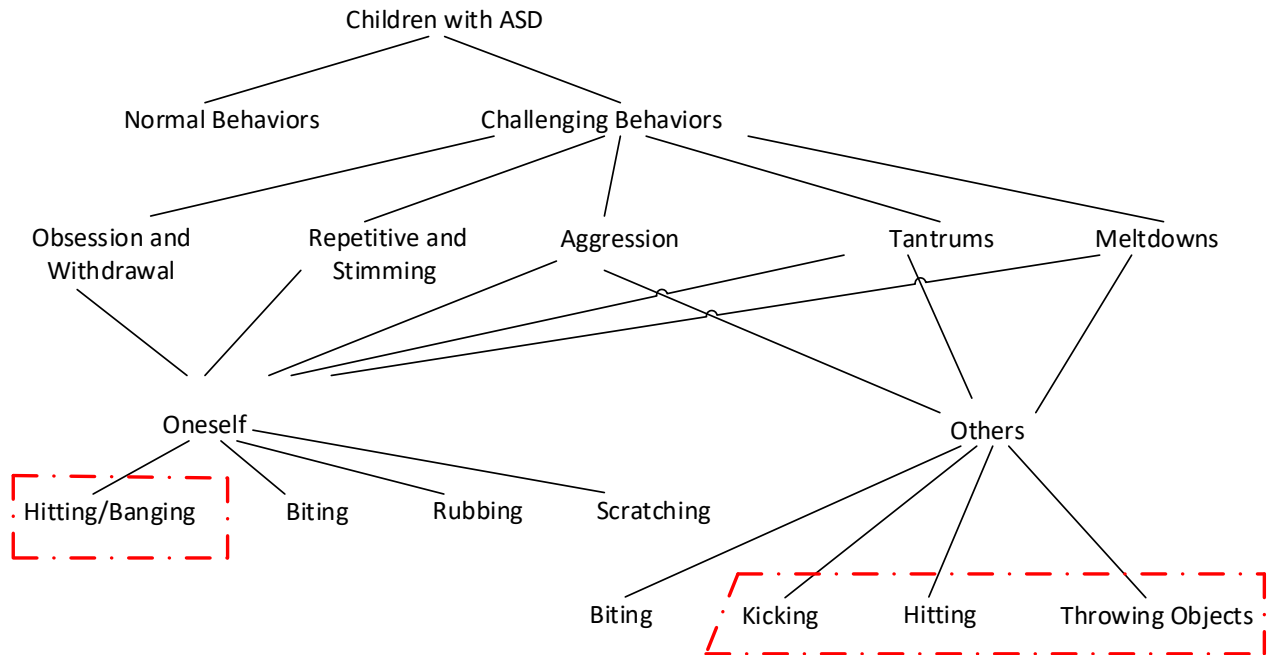 Children with ASD
Normal Behaviors
Challenging Behaviors
Obsession and
Withdrawal
Repetitive and
Stimming
Aggression
Tantrums
Meltdowns
Oneself
Others
Hitting/Banging
Biting
Rubbing
Scratching
Biting
Kicking
Hitting
Throwing Objects